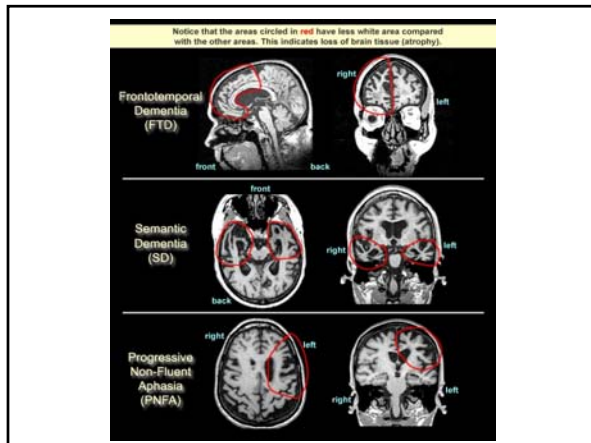 Notice that the areas circled in red have less white area compared
with the other areas. This indicates loss of brain tissue (atrophy).
Frontotemporal
Dementia
(FTD)
right
left
front
back
Semantic
Dementia
(SD)
front
right
left
back
Progressive
Non-Fluent
Aphasia
(PNFA)
right
left
right
left